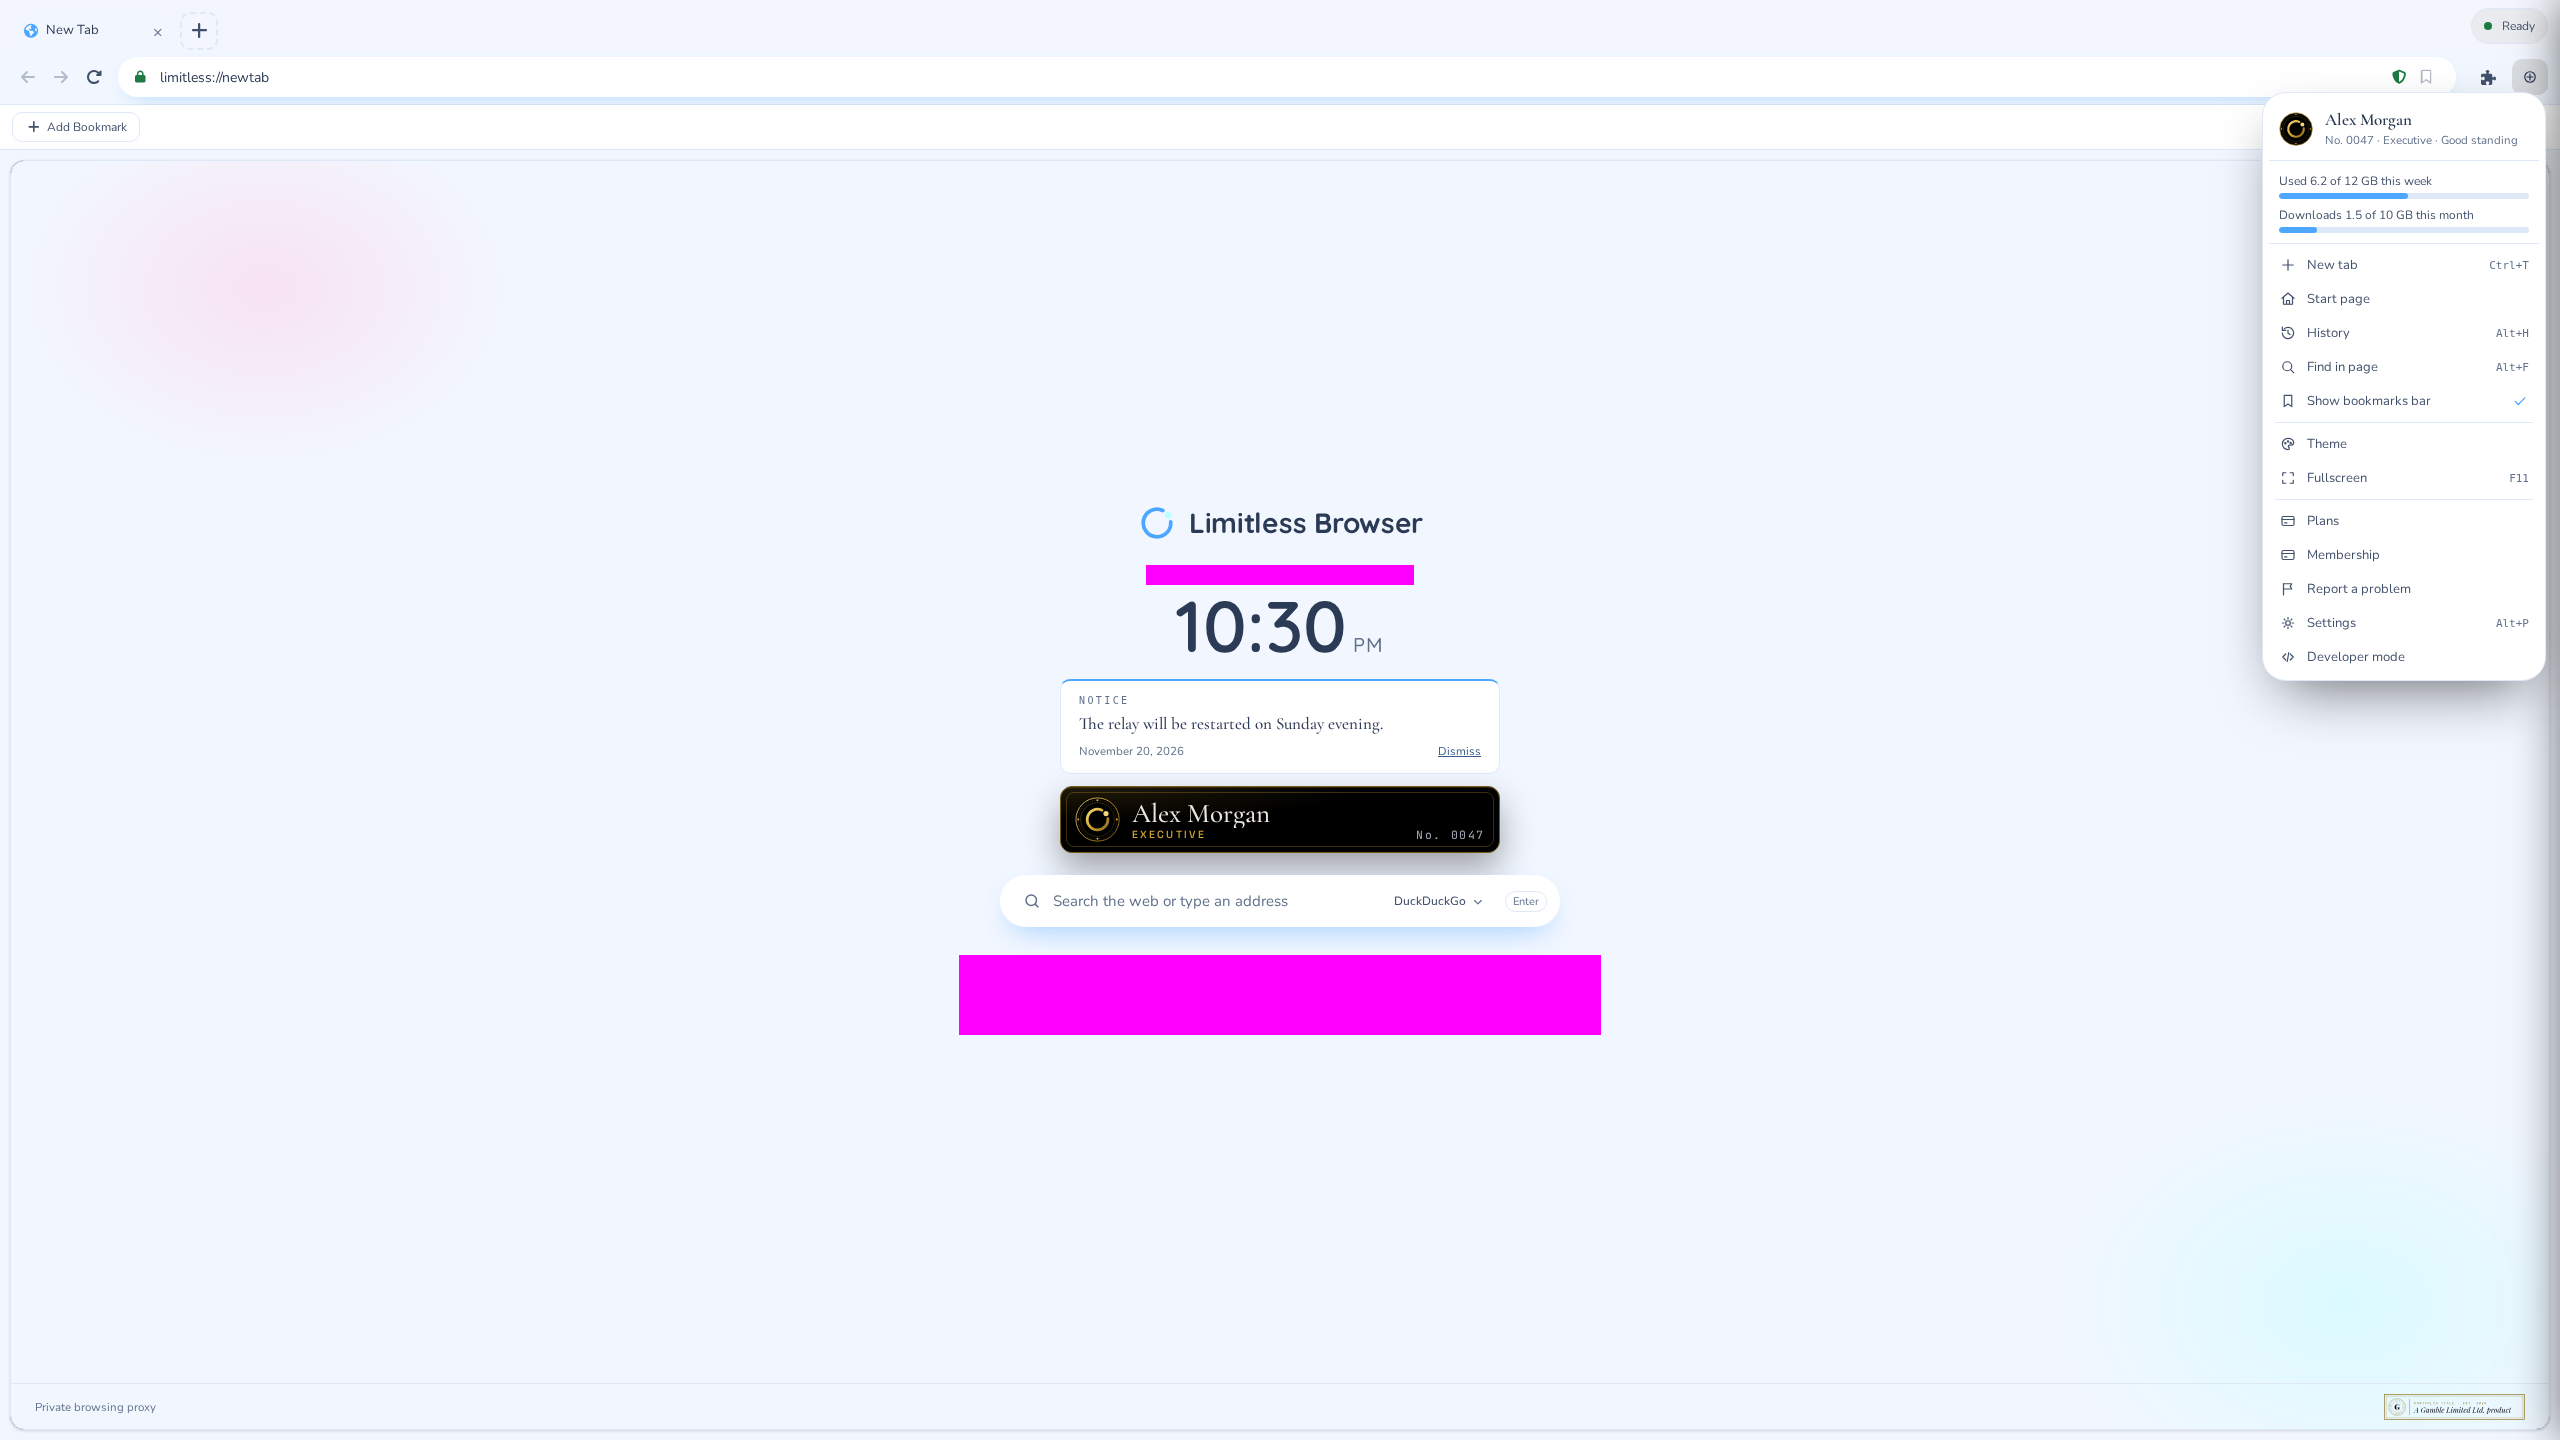 New Tab
Ready
limitless://newtab
Add Bookmark
Alex Morgan
No. 0047 · Executive · Good standing
Used 6.2 of 12 GB this week
Downloads 1.5 of 10 GB this month
New tab Ctrl+T
Start page
History Alt+H
Find in page Alt+F
Show bookmarks bar
Theme
Fullscreen F11
Plans
Membership
Report a problem
Settings Alt+P
Developer mode
Limitless Browser
10:30 PM
NOTICE
The relay will be restarted on Sunday evening.
November 20, 2026 Dismiss
Alex Morgan
EXECUTIVE
No. 0047
Search the web or type an address DuckDuckGo Enter
Private browsing proxy
G
A Gamble Limited Ltd. product